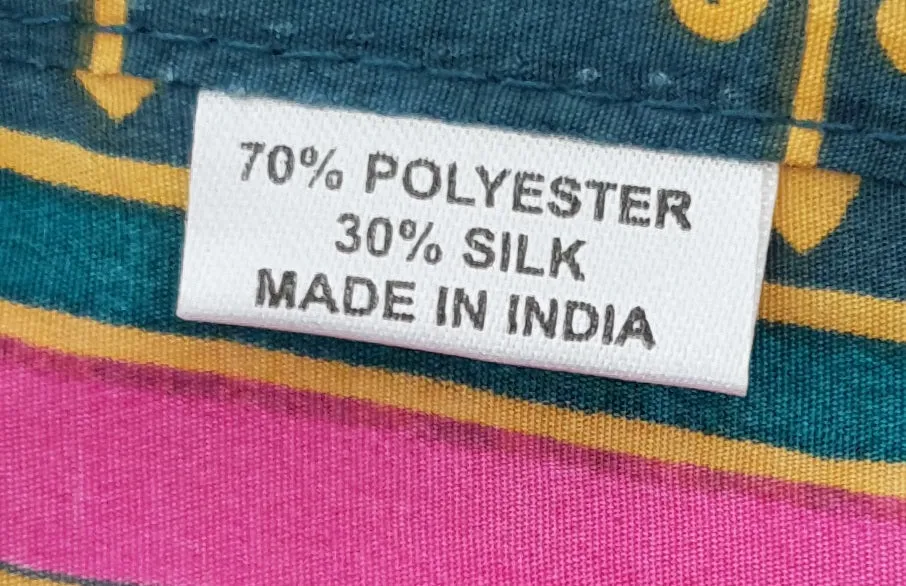 70% POLYESTER
30% SILK
MADE IN INDIA